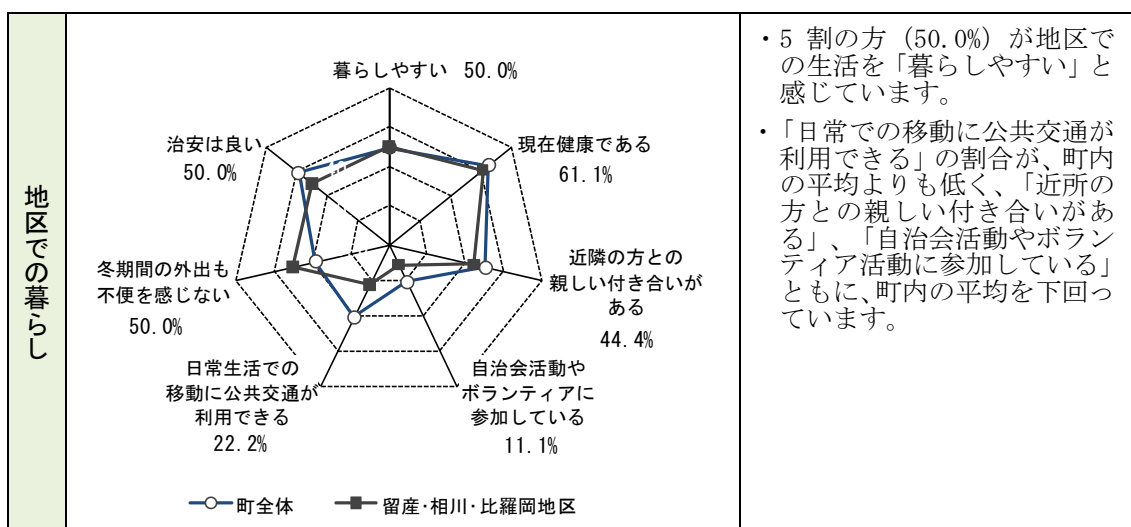 地区での暮らし
暮らしやすい 50.0%
現在健康である
61.1%
近隣の方との
親しい付き合いが
ある
44.4%
自治会活動や
ボランティアに
参加している
11.1%
日常生活での
移動に公共交通が
利用できる
22.2%
冬期間の外出も
不便を感じない
50.0%
治安は良い
50.0%
町全体
留産・相川・比羅岡地区
・5 割の方(50.0%)が地区で
の生活を「暮らしやすい」と
感じています。
・「日常での移動に公共交通が
利用できる」の割合が、町内
の平均よりも低く、「近所の
方との親しい付き合いがあ
る」、「自治会活動やボラン
ティア活動に参加している」
ともに、町内の平均を下回っ
ています。